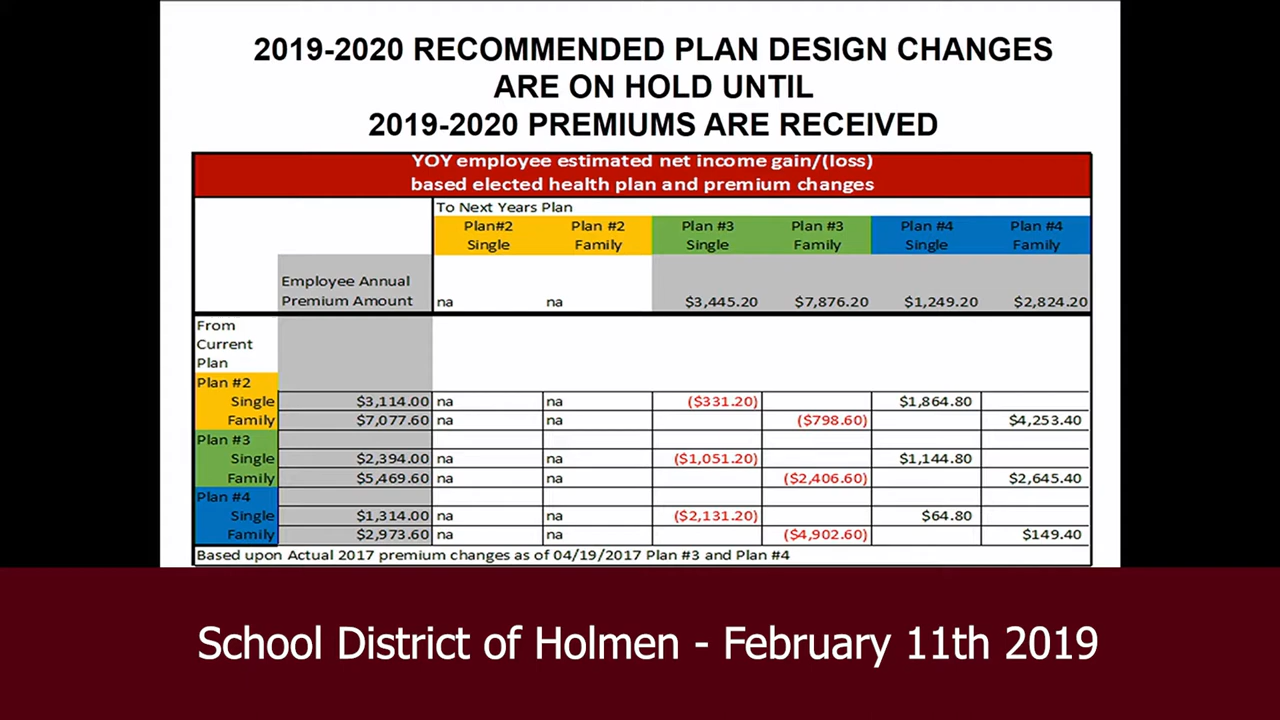 2019-2020 RECOMMENDED PLAN DESIGN CHANGES
ARE ON HOLD UNTIL
2019-2020 PREMIUMS ARE RECEIVED
YOY employee estimated net income gain/(loss)
based elected health plan and premium changes
To Next Years Plan
Plan#2 Plan #2 Plan #3 Plan #3 Plan #4 Plan #4
Single Family Single Family Single Family
Employee Annual
Premium Amount na na $3,445.20 $7,876.20 $1,249.20 $2,824.20
From
Current
Plan
Plan #2
Single $3,114.00 na na ($331.20) $1,864.80
Family $7,077.60 na na ($798.60) $4,253.40
Plan #3
Single $2,394.00 na na ($1,051.20) $1,144.80
Family $5,469.60 na na ($2,406.60) $2,645.40
Plan #4
Single $1,314.00 na na ($2,131.20) $64.80
Family $2,973.60 na na ($4,902.60) $149.40
Based upon Actual 2017 premium changes as of 04/19/2017 Plan #3 and Plan #4
School District of Holmen - February 11th 2019